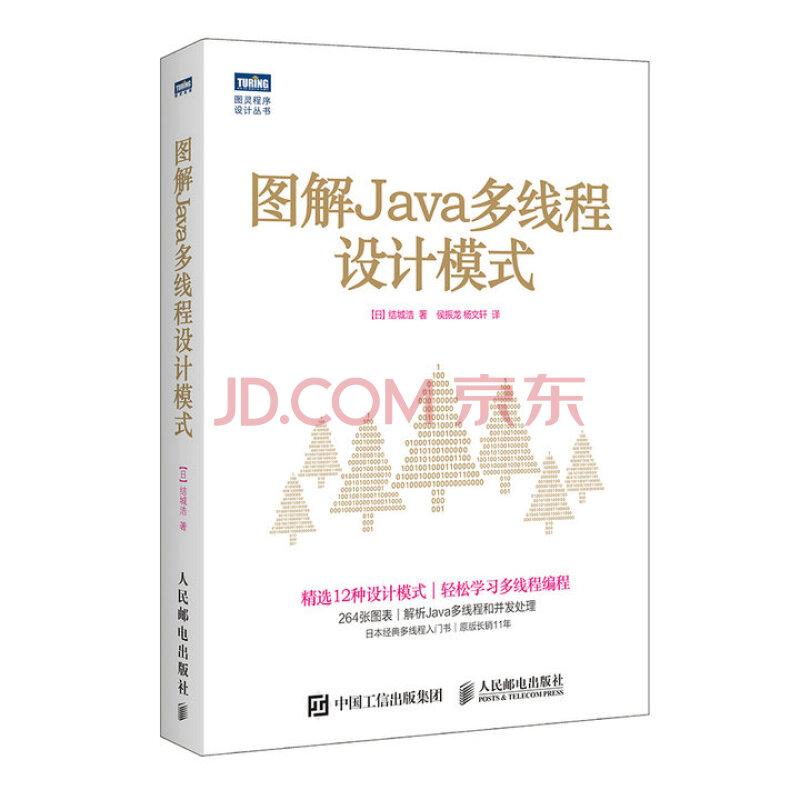 TURING
图灵程序
设计丛书
图解Java多线程
设计模式
【日】结城浩 著 侯振龙 杨文轩 译
JD.COM 京东
精选12种设计模式|轻松学习多线程编程
264张图表|解析Java多线程和并发处理
日本经典多线程入门书|原版长销11年
中国工信出版集团
人民邮电出版社
POSTS & TELECOM PRESS
TURING
图解Java多线程设计模式
【日】结城浩 著
人民邮电出版社